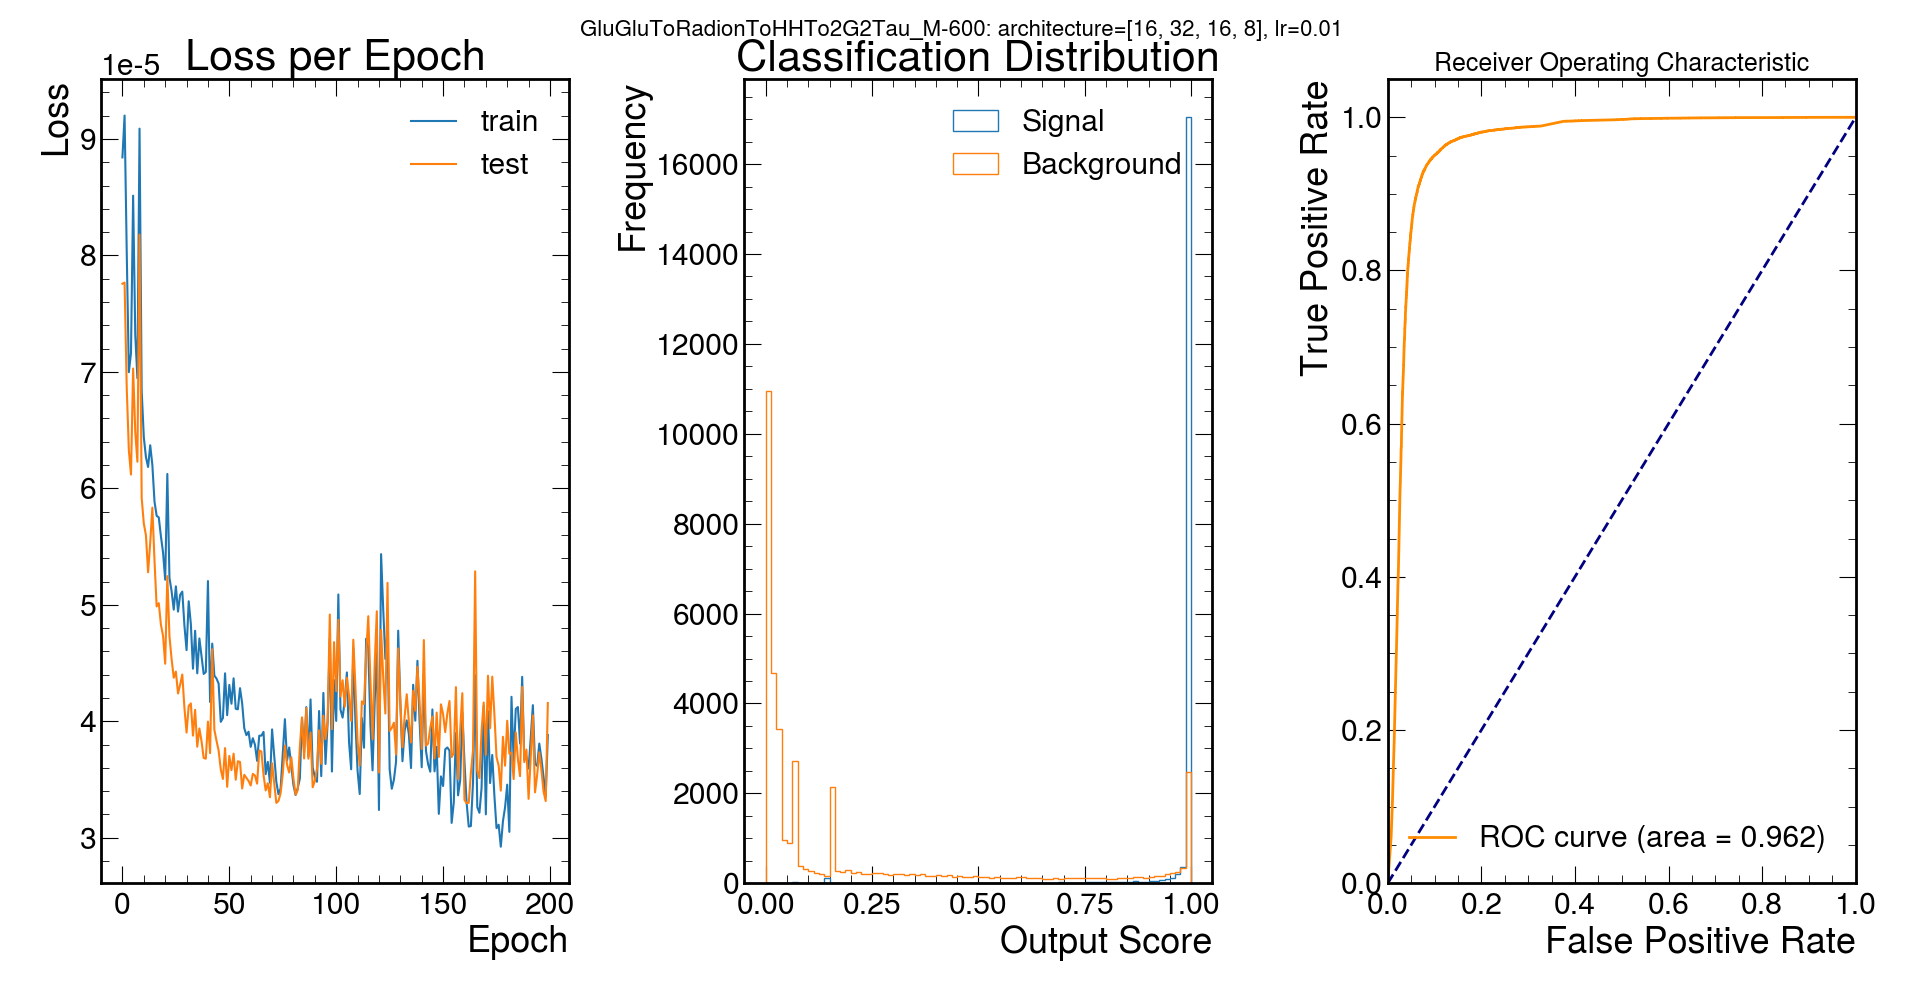 GluGluToRadionToHHTo2G2Tau_M-600: architecture=[16, 32, 16, 8], lr=0.01
Loss per Epoch
1e-5
Loss
train
test
9
8
7
6
5
4
3
0 50 100 150 200
Epoch
Classification Distribution
Frequency
Signal
Background
16000
14000
12000
10000
8000
6000
4000
2000
0
0.00 0.25 0.50 0.75 1.00
Output Score
Receiver Operating Characteristic
True Positive Rate
1.0
0.8
0.6
0.4
0.2
0.0
ROC curve (area = 0.962)
0.0 0.2 0.4 0.6 0.8 1.0
False Positive Rate